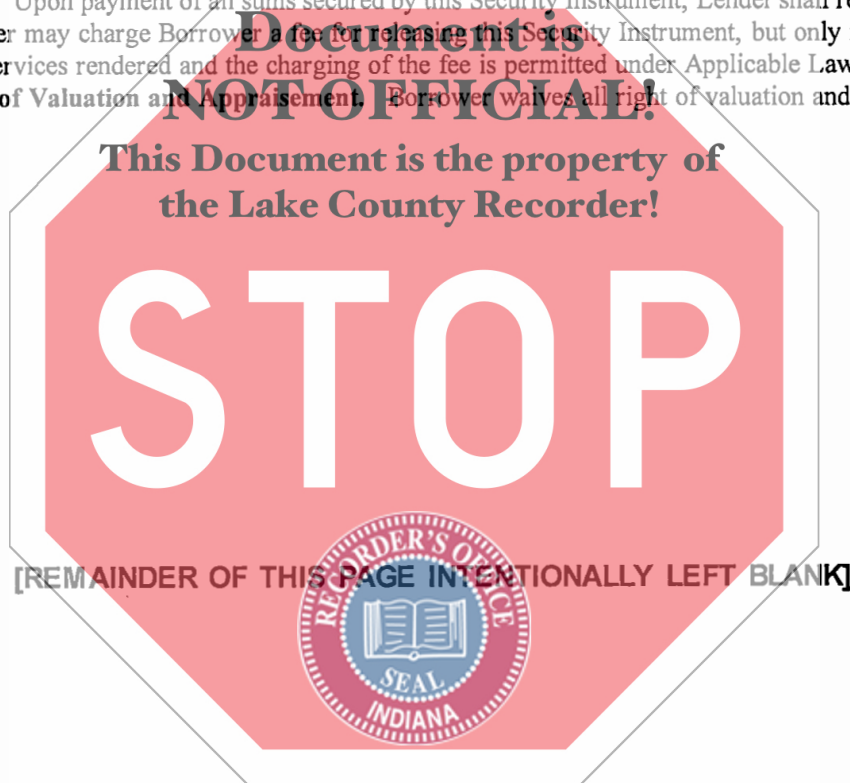 Upon payment of all sums secured by this Security Instrument, Lender shall
er may charge Borrower a fee for releasing this Security Instrument, but only
ervices rendered and the charging of the fee is permitted under Applicable Law
of Valuation and Appraisement. Borrower waives all right of valuation and
Document is
NOT OFFICIAL!
This Document is the property of
the Lake County Recorder!
STOP
[REMAINDER OF THIS PAGE INTENTIONALLY LEFT BLANK]
RECORDER'S OFFICE
SEAL
INDIANA